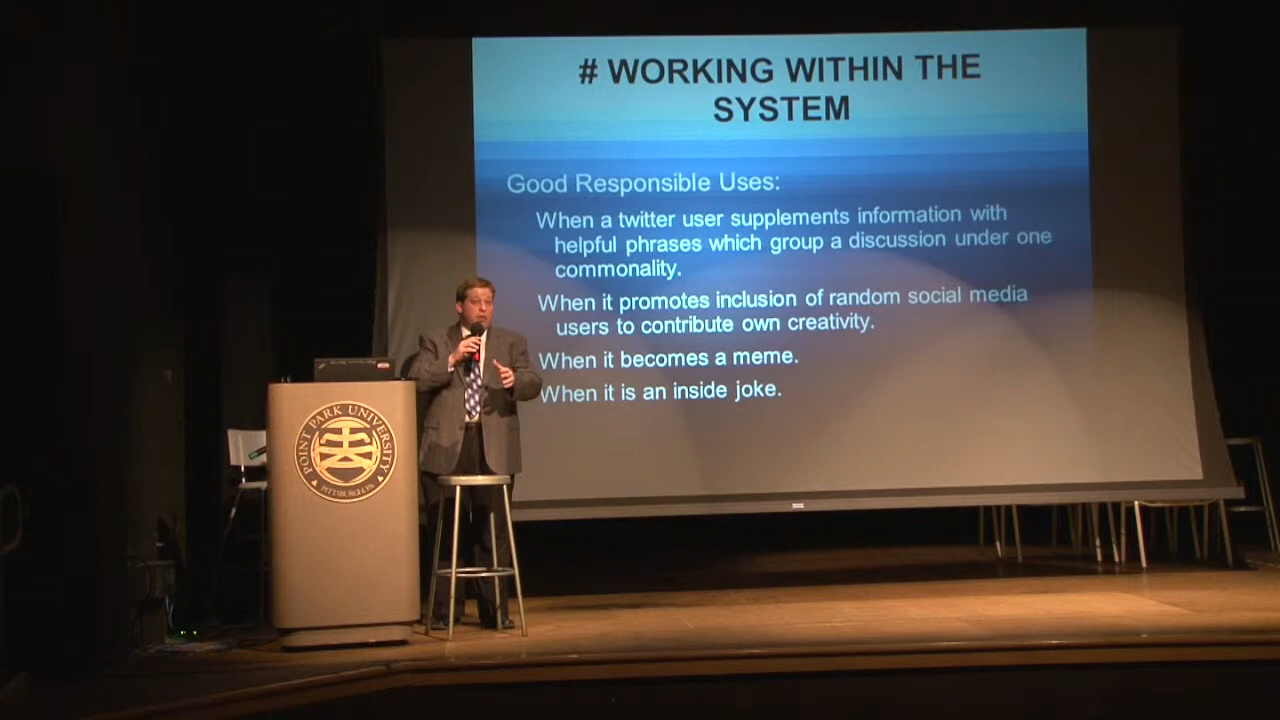 # WORKING WITHIN THE
SYSTEM
Good Responsible Uses:
When a twitter user supplements information with
helpful phrases which group a discussion under one
commonality.
When it promotes inclusion of random social media
users to contribute own creativity.
When it becomes a meme.
When it is an inside joke.
POINT PARK UNIVERSITY
PITTSBURGH, PA